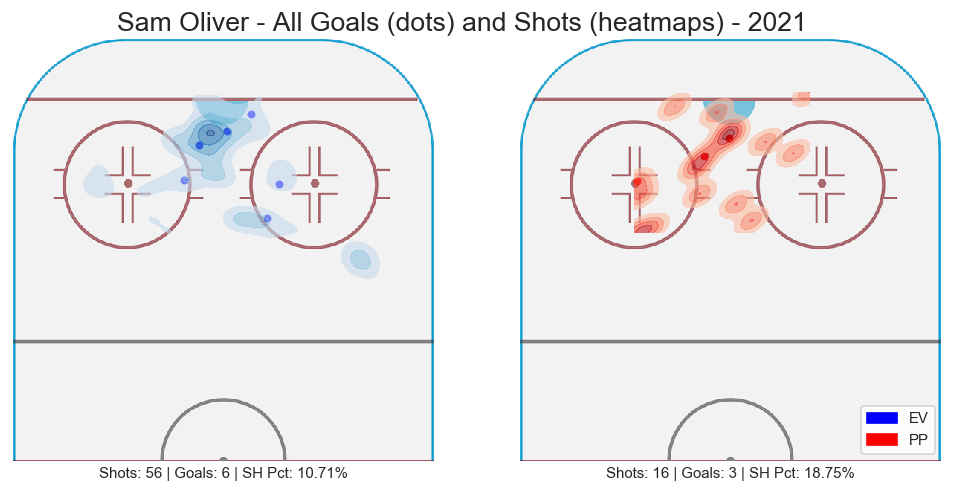 Sam Oliver - All Goals (dots) and Shots (heatmaps) - 2021
EV
PP
Shots: 56 | Goals: 6 | SH Pct: 10.71%
Shots: 16 | Goals: 3 | SH Pct: 18.75%